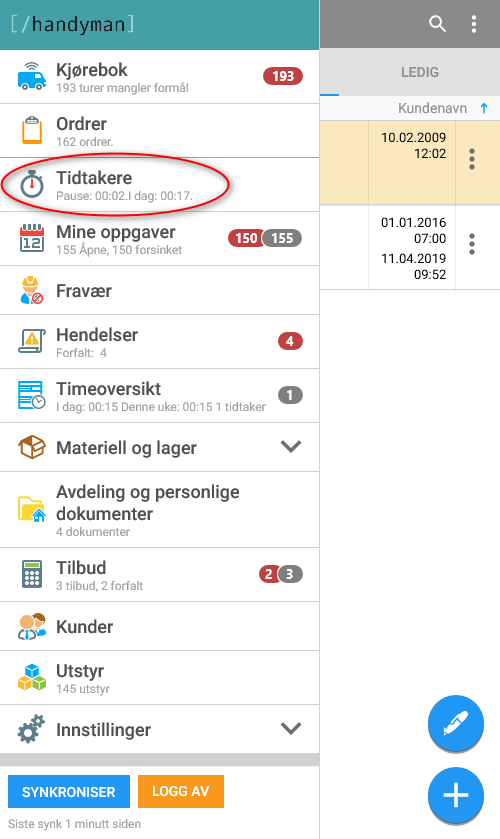 [/handyman]
Kjørebok
193
193 turer mangler formål
Ordrer
162 ordrer.
Tidtakere
Pause: 00:02.I dag: 00:17.
Mine oppgaver
150 155
155 Åpne, 150 forsinket
12
Fravær
Hendelser
4
Forfalt: 4
Timeoversikt
1
I dag: 00:15 Denne uke: 00:15 1 tidtaker
Materiell og lager
Avdeling og personlige
dokumenter
4 dokumenter
Tilbud
2 3
3 tilbud, 2 forfalt
Kunder
Utstyr
145 utstyr
Innstillinger
SYNKRONISER
LOGG AV
Siste synk 1 minutt siden
LEDIG
Kundenavn
10.02.2009
12:02
01.01.2016
07:00
11.04.2019
09:52